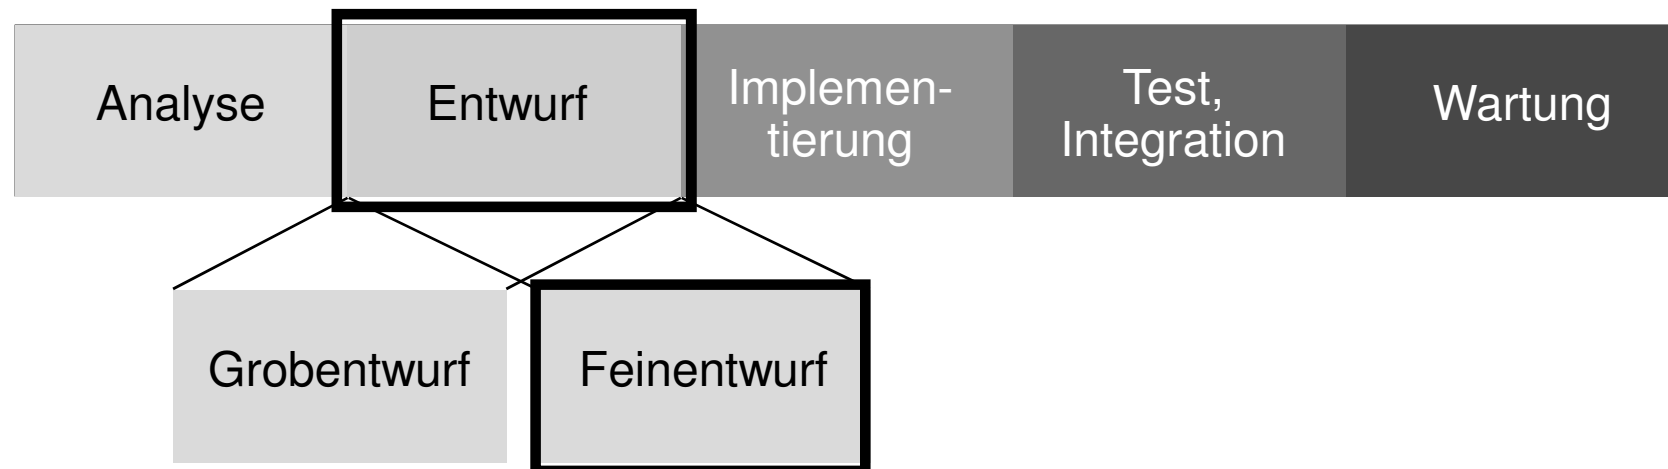 Analyse
Entwurf
Implemen-
tierung
Test,
Integration
Wartung
Grobentwurf
Feinentwurf